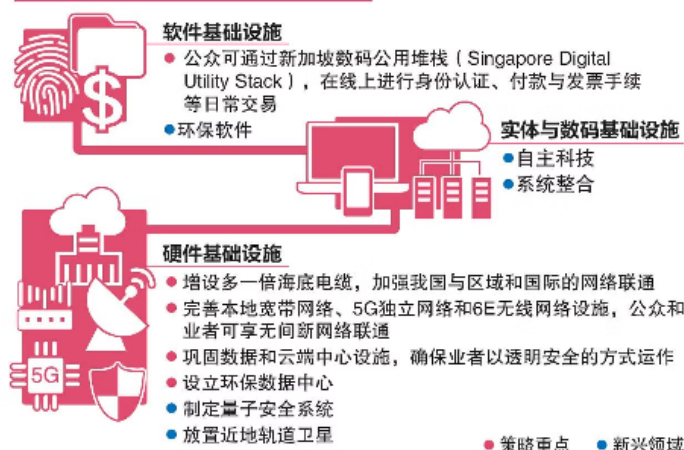 软件基础设施
● 公众可通过新加坡数码公用堆栈（Singapore Digital
Utility Stack），在线上进行身份认证、付款与发票手续
等日常交易
●环保软件
实体与数码基础设施
●自主科技
●系统整合
硬件基础设施
● 增设多一倍海底电缆，加强我国与区域和国际的网络联通
● 完善本地宽带网络、5G独立网络和6E无线网络设施，公众和
业者可享无间断网络联通
● 巩固数据和云端中心设施，确保业者以透明安全的方式运作
● 设立环保数据中心
● 制定量子安全系统
● 放置近地轨道卫星
5G
● 策略重点 ● 新兴领域